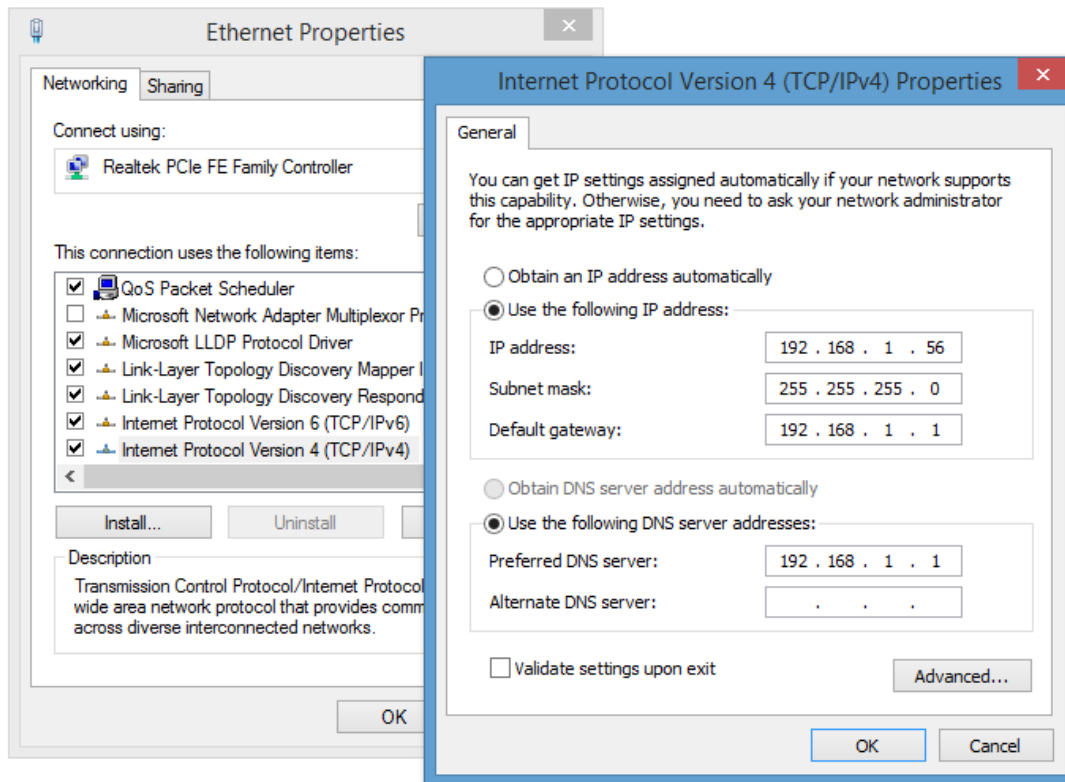 Ethernet Properties
Networking
Sharing
Connect using:
Realtek PCIe FE Family Controller
This connection uses the following items:
QoS Packet Scheduler
Microsoft Network Adapter Multiplexor Pr
Microsoft LLDP Protocol Driver
Link-Layer Topology Discovery Mapper I
Link-Layer Topology Discovery Respond
Internet Protocol Version 6 (TCP/IPv6)
Internet Protocol Version 4 (TCP/IPv4)
Install...
Uninstall
Description
Transmission Control Protocol/Internet Protocol
wide area network protocol that provides comm
across diverse interconnected networks.
OK
Internet Protocol Version 4 (TCP/IPv4) Properties
General
You can get IP settings assigned automatically if your network supports
this capability. Otherwise, you need to ask your network administrator
for the appropriate IP settings.
Obtain an IP address automatically
Use the following IP address:
IP address: 192 . 168 . 1 . 56
Subnet mask: 255 . 255 . 255 . 0
Default gateway: 192 . 168 . 1 . 1
Obtain DNS server address automatically
Use the following DNS server addresses:
Preferred DNS server: 192 . 168 . 1 . 1
Alternate DNS server: . . .
Validate settings upon exit
Advanced...
OK
Cancel